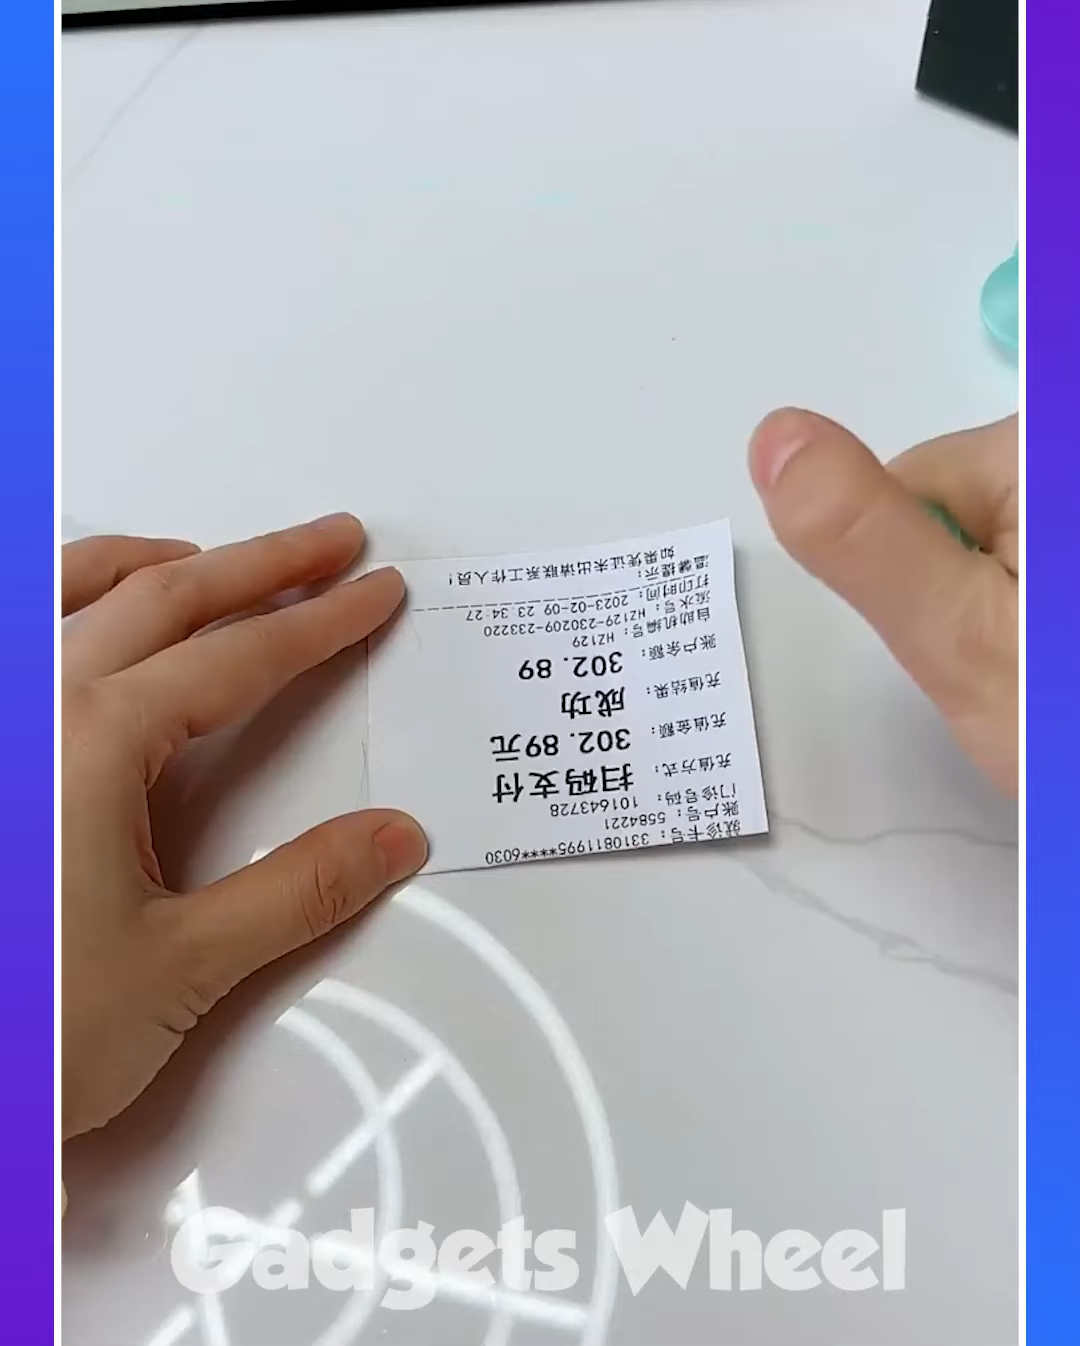 就诊卡号: 3310811995****6030
账户号: 5584221
门诊号码: 101643728
充值方式: 扫码支付
充值金额: 302.89元
充值结果: 成功
账户余额: 302.89
自助机编号: HZ129
流水号: HZ129-230209-233220
打印时间: 2023-02-09 23:34:27
温馨提示:
如果凭证未出请联系工作人员!
Gadgets Wheel